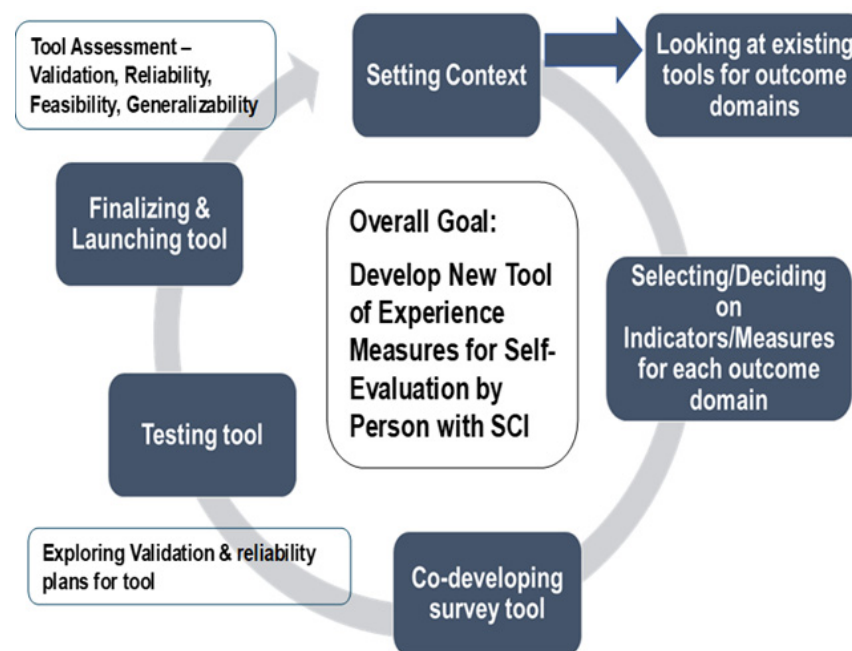 Tool Assessment –
Validation, Reliability,
Feasibility, Generalizability
Setting Context
Looking at existing
tools for outcome
domains
Selecting/Deciding
on
Indicators/Measures
for each outcome
domain
Co-developing
survey tool
Exploring Validation & reliability
plans for tool
Testing tool
Finalizing &
Launching tool
Overall Goal:
Develop New Tool
of Experience
Measures for Self-
Evaluation by
Person with SCI